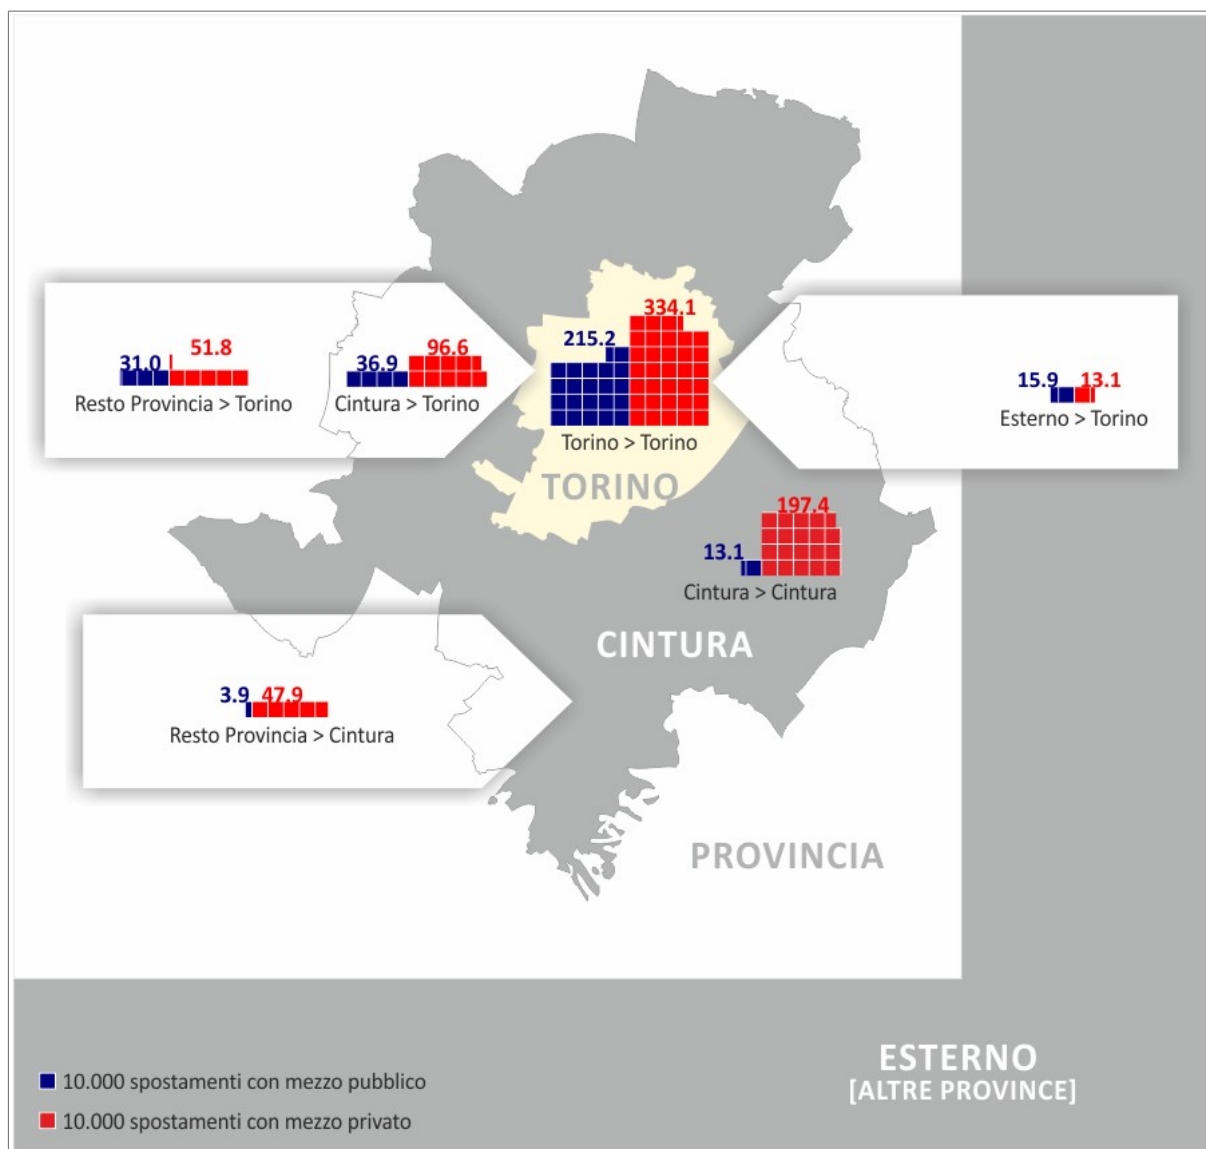 334.1
215.2
51.8
96.6
31.0
36.9
Resto Provincia > Torino
Cintura > Torino
Torino > Torino
15.9 13.1
Esterno > Torino
TORINO
197.4
13.1
Cintura > Cintura
CINTURA
3.9 47.9
Resto Provincia > Cintura
PROVINCIA
ESTERNO
[ALTRE PROVINCE]
10.000 spostamenti con mezzo pubblico
10.000 spostamenti con mezzo privato